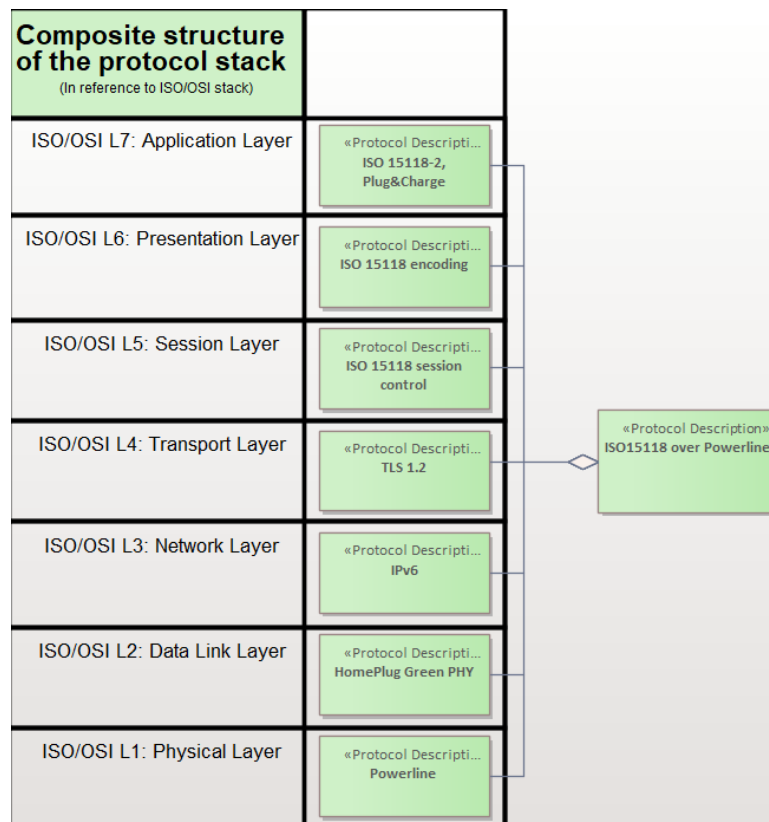 Composite structure
of the protocol stack
(In reference to ISO/OSI stack)
ISO/OSI L7: Application Layer
«Protocol Descripti...
ISO 15118-2,
Plug&Charge
ISO/OSI L6: Presentation Layer
«Protocol Descripti...
ISO 15118 encoding
ISO/OSI L5: Session Layer
«Protocol Descripti...
ISO 15118 session
control
ISO/OSI L4: Transport Layer
«Protocol Descripti...
TLS 1.2
«Protocol Description»
ISO15118 over Powerline
ISO/OSI L3: Network Layer
«Protocol Descripti...
IPv6
ISO/OSI L2: Data Link Layer
«Protocol Descripti...
HomePlug Green PHY
ISO/OSI L1: Physical Layer
«Protocol Descripti...
Powerline